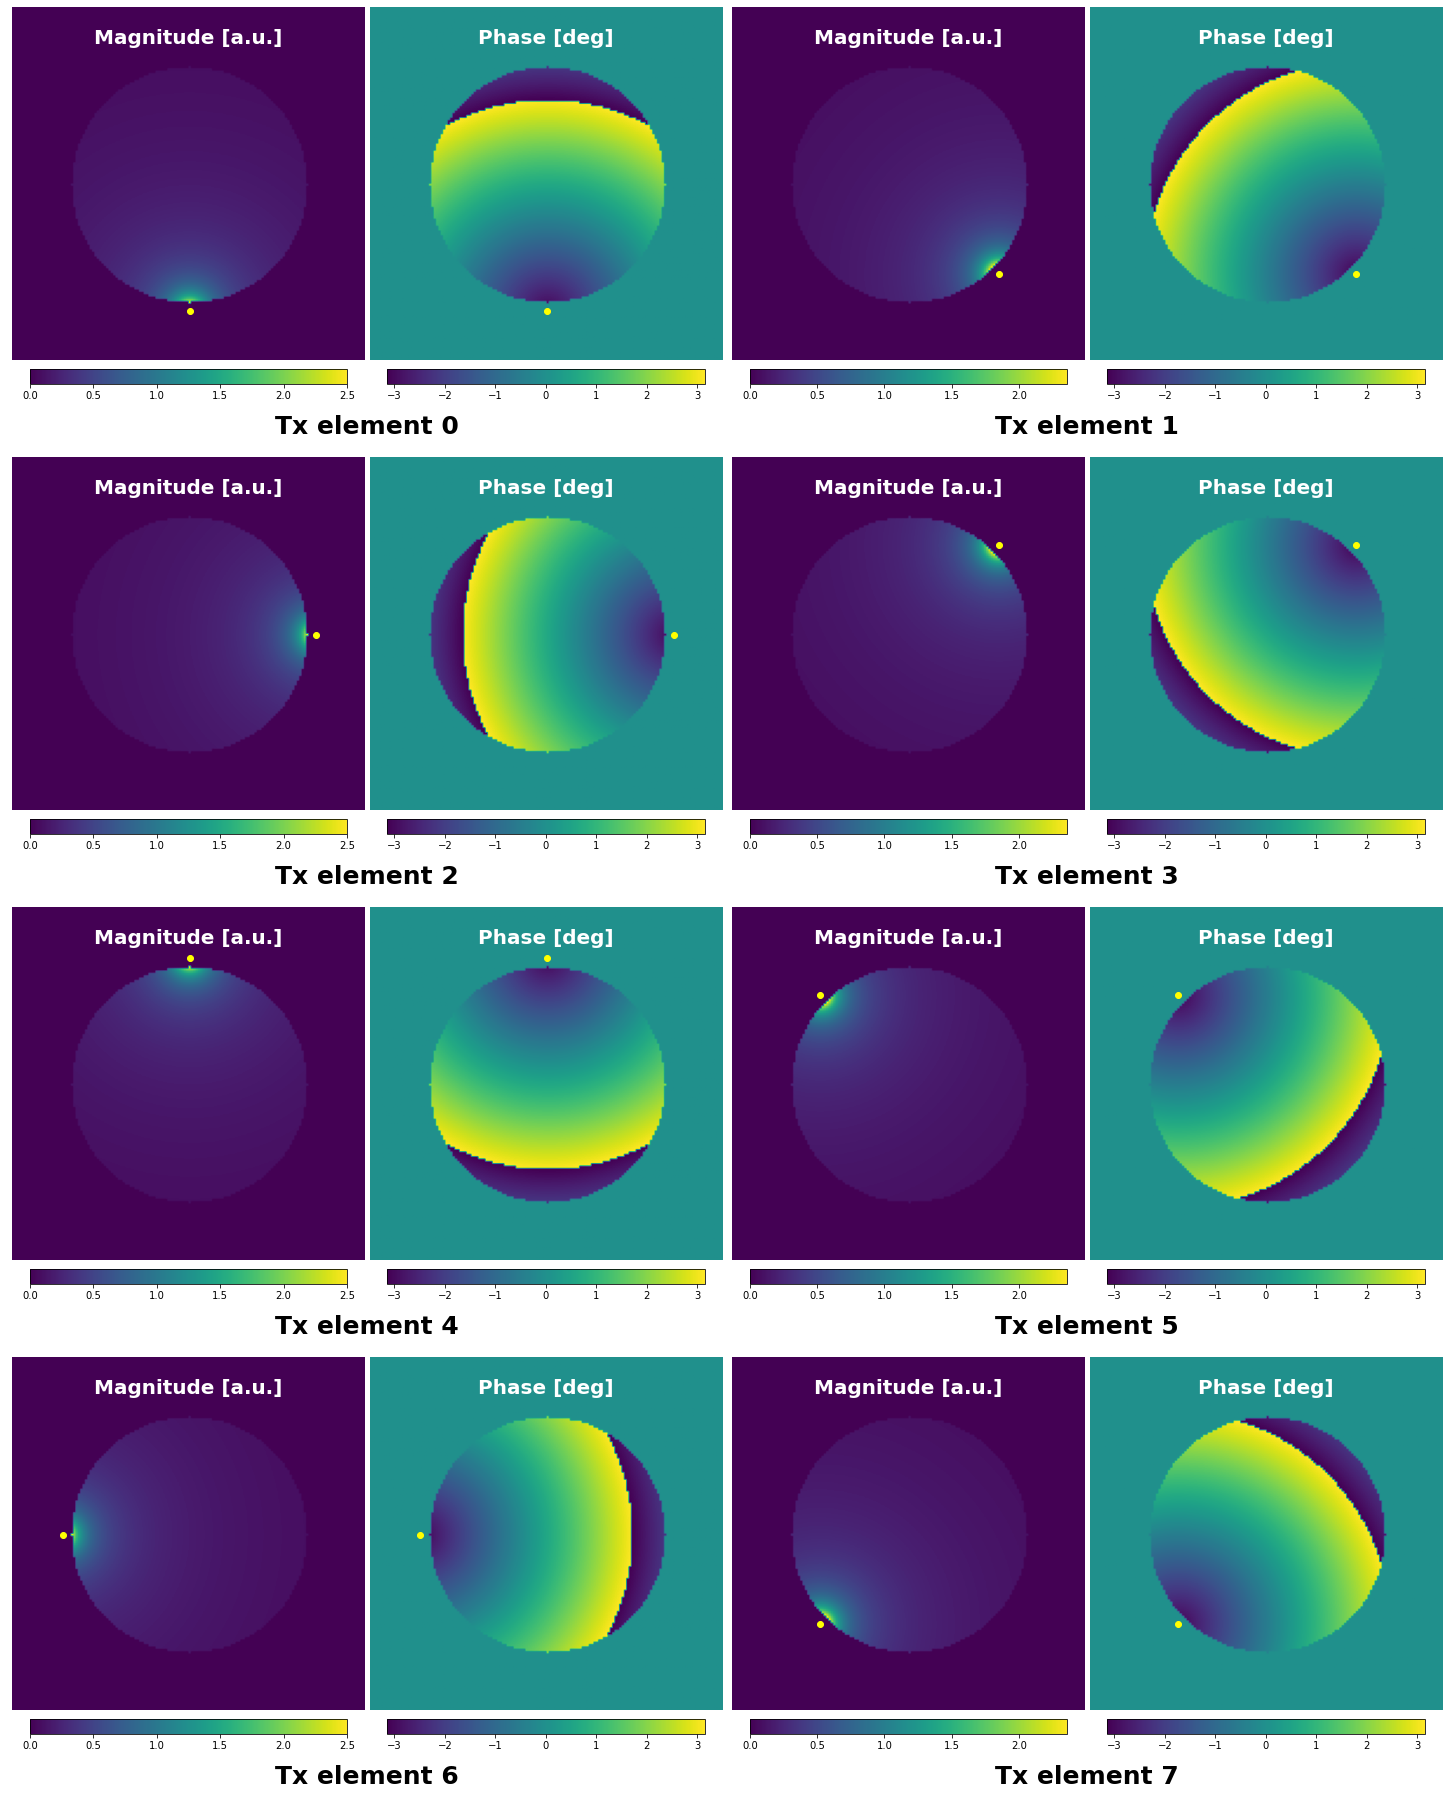 Magnitude [a.u.] Phase [deg] Magnitude [a.u.] Phase [deg]
0.0 0.5 1.0 1.5 2.0 2.5 −3 −2 −1 0 1 2 3 0.0 0.5 1.0 1.5 2.0 −3 −2 −1 0 1 2 3
Tx element 0 Tx element 1
Magnitude [a.u.] Phase [deg] Magnitude [a.u.] Phase [deg]
0.0 0.5 1.0 1.5 2.0 2.5 −3 −2 −1 0 1 2 3 0.0 0.5 1.0 1.5 2.0 −3 −2 −1 0 1 2 3
Tx element 2 Tx element 3
Magnitude [a.u.] Phase [deg] Magnitude [a.u.] Phase [deg]
0.0 0.5 1.0 1.5 2.0 2.5 −3 −2 −1 0 1 2 3 0.0 0.5 1.0 1.5 2.0 −3 −2 −1 0 1 2 3
Tx element 4 Tx element 5
Magnitude [a.u.] Phase [deg] Magnitude [a.u.] Phase [deg]
0.0 0.5 1.0 1.5 2.0 2.5 −3 −2 −1 0 1 2 3 0.0 0.5 1.0 1.5 2.0 −3 −2 −1 0 1 2 3
Tx element 6 Tx element 7